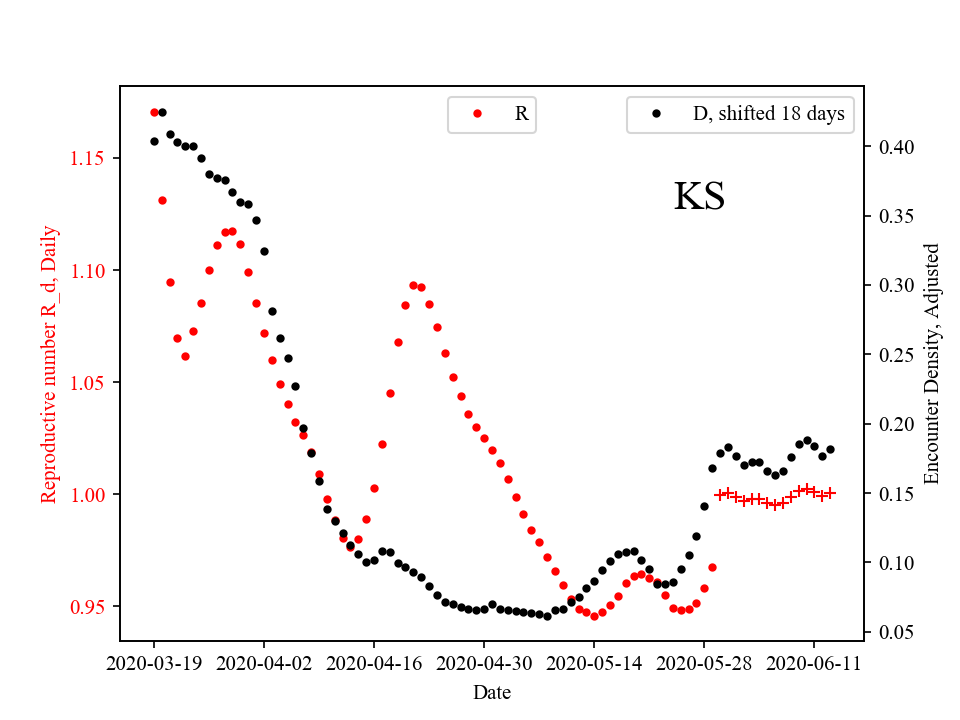 R
D, shifted 18 days
KS
Reproductive number R_d, Daily
1.15
1.10
1.05
1.00
0.95
0.40
0.35
0.30
0.25
0.20
0.15
0.10
0.05
Encounter Density, Adjusted
2020-03-19 2020-04-02 2020-04-16 2020-04-30 2020-05-14 2020-05-28 2020-06-11
Date